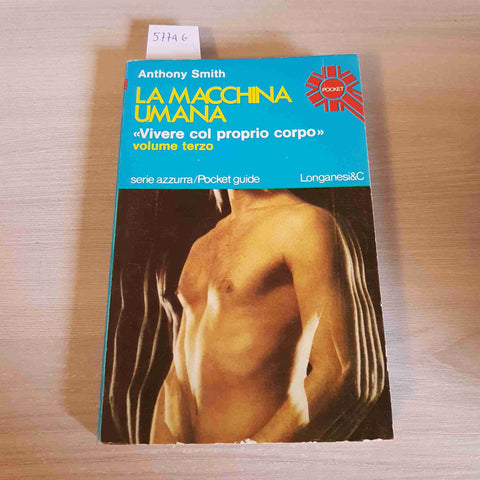 5774 G
Anthony Smith
POCKET
LA MACCHINA
UMANA
«Vivere col proprio corpo»
volume terzo
serie azzurra/Pocket guide
Longanesi&C